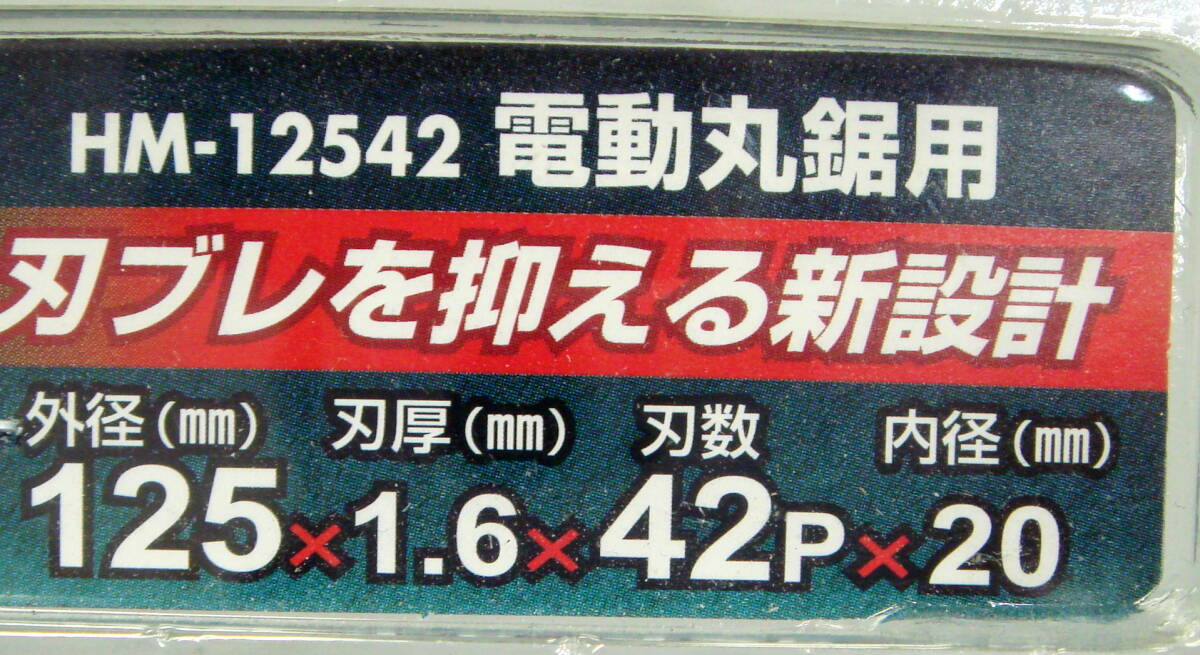 HM-12542 電動丸鋸用
刃ブレを抑える新設計
外径(mm) 刃厚(mm) 刃数 内径(mm)
125×1.6×42P×20